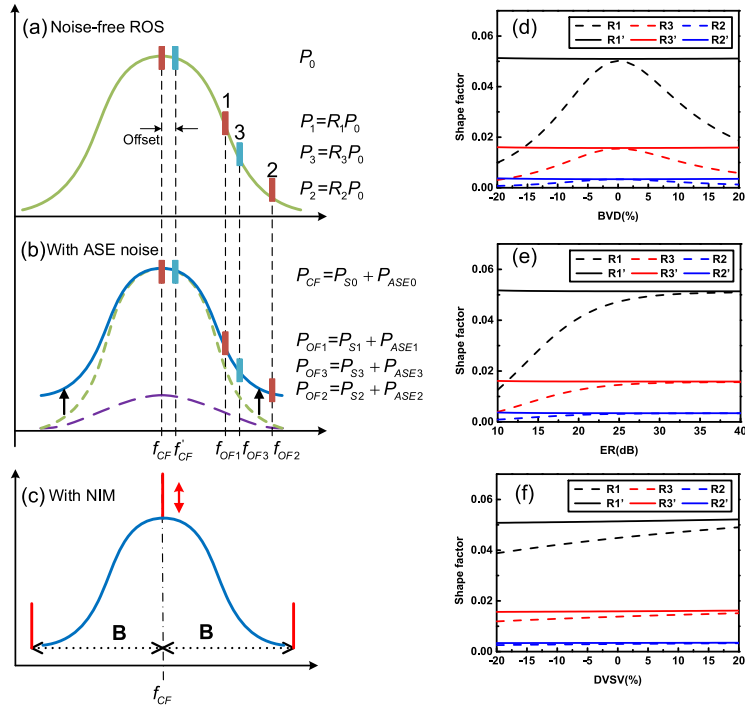 (a) Noise-free ROS
P0
Offset
1
3
2
P1=R1P0
P3=R3P0
P2=R2P0
(b) With ASE noise
PCF=PS0+PASE0
POF1=PS1+PASE1
POF3=PS3+PASE3
POF2=PS2+PASE2
fCF f'CF fOF1 fOF3 fOF2
(c) With NIM
B B
fCF
(d)
R1 R3 R2
R1' R3' R2'
Shape factor
0.06
0.04
0.02
0.00
-20 -15 -10 -5 0 5 10 15 20
BVD(%)
(e)
R1 R3 R2
R1' R3' R2'
Shape factor
0.06
0.04
0.02
0.00
10 15 20 25 30 35 40
ER(dB)
(f)
R1 R3 R2
R1' R3' R2'
Shape factor
0.06
0.04
0.02
0.00
-20 -15 -10 -5 0 5 10 15 20
DVSV(%)